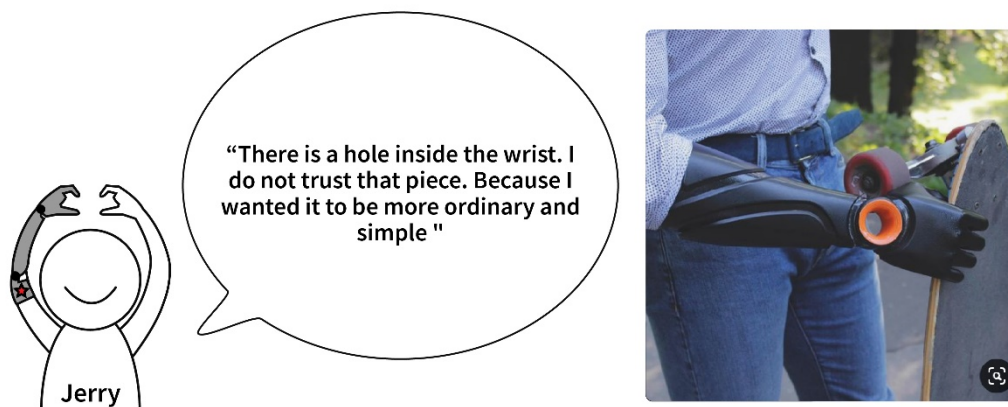 “There is a hole inside the wrist. I
do not trust that piece. Because I
wanted it to be more ordinary and
simple "
Jerry